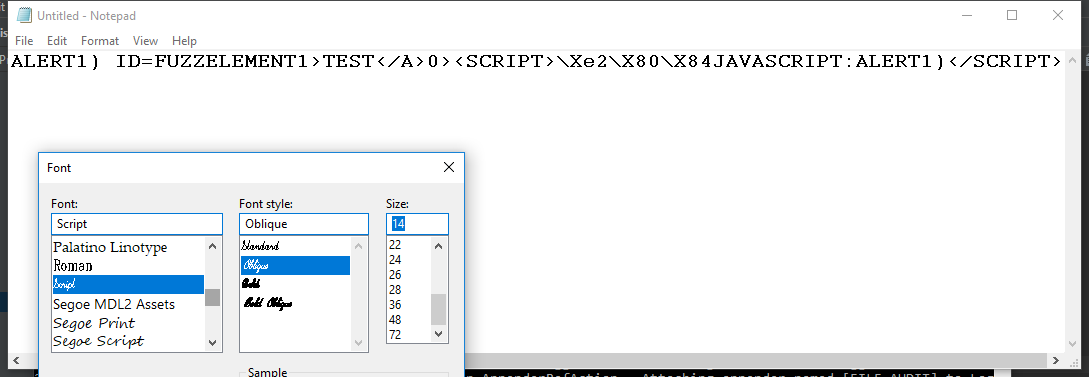 Untitled - Notepad
File Edit Format View Help
ALERT1) ID=FUZZELEMENT1>TEST</A>0><SCRIPT>\Xe2\X80\X84JAVASCRIPT:ALERT1)</SCRIPT>
Font
Font: Font style: Size:
Script Oblique 14
Palatino Linotype Standard 22
Roman Oblique 24
Script Bold 26
Segoe MDL2 Assets Bold Oblique 28
Segoe Print 36
Segoe Script 48
72
Sample